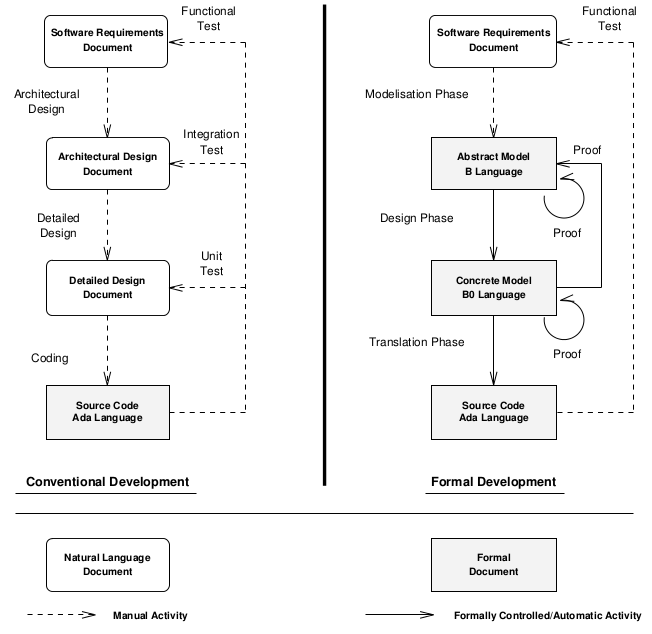 Functional
Test
Software Requirements
Document
Architectural
Design
Integration
Test
Architectural Design
Document
Detailed
Design
Unit
Test
Detailed Design
Document
Coding
Source Code
Ada Language
Conventional Development
Functional
Test
Software Requirements
Document
Modelisation Phase
Abstract Model
B Language
Proof
Proof
Design Phase
Concrete Model
B0 Language
Proof
Translation Phase
Source Code
Ada Language
Formal Development
Natural Language
Document
Formal
Document
Manual Activity
Formally Controlled/Automatic Activity